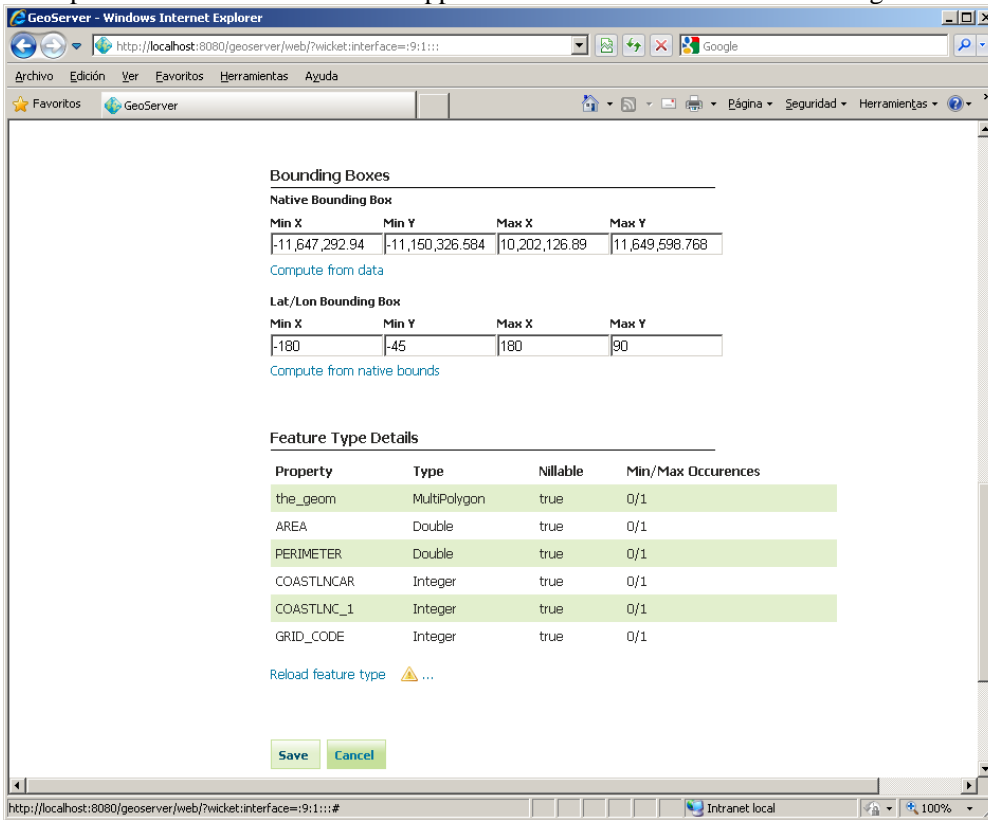 GeoServer - Windows Internet Explorer
http://localhost:8080/geoserver/web/?wicket:interface=:9:1::: Google
Archivo Edición Ver Favoritos Herramientas Ayuda
Favoritos GeoServer Página Seguridad Herramientas
Bounding Boxes
Native Bounding Box
Min X Min Y Max X Max Y
-11,647,292.94 -11,150,326.584 10,202,126.89 11,649,598.768
Compute from data
Lat/Lon Bounding Box
Min X Min Y Max X Max Y
-180 -45 180 90
Compute from native bounds
Feature Type Details
Property Type Nillable Min/Max Occurences
the_geom MultiPolygon true 0/1
AREA Double true 0/1
PERIMETER Double true 0/1
COASTLNCAR Integer true 0/1
COASTLNC_1 Integer true 0/1
GRID_CODE Integer true 0/1
Reload feature type ...
Save Cancel
http://localhost:8080/geoserver/web/?wicket:interface=:9:1:::# Intranet local 100%